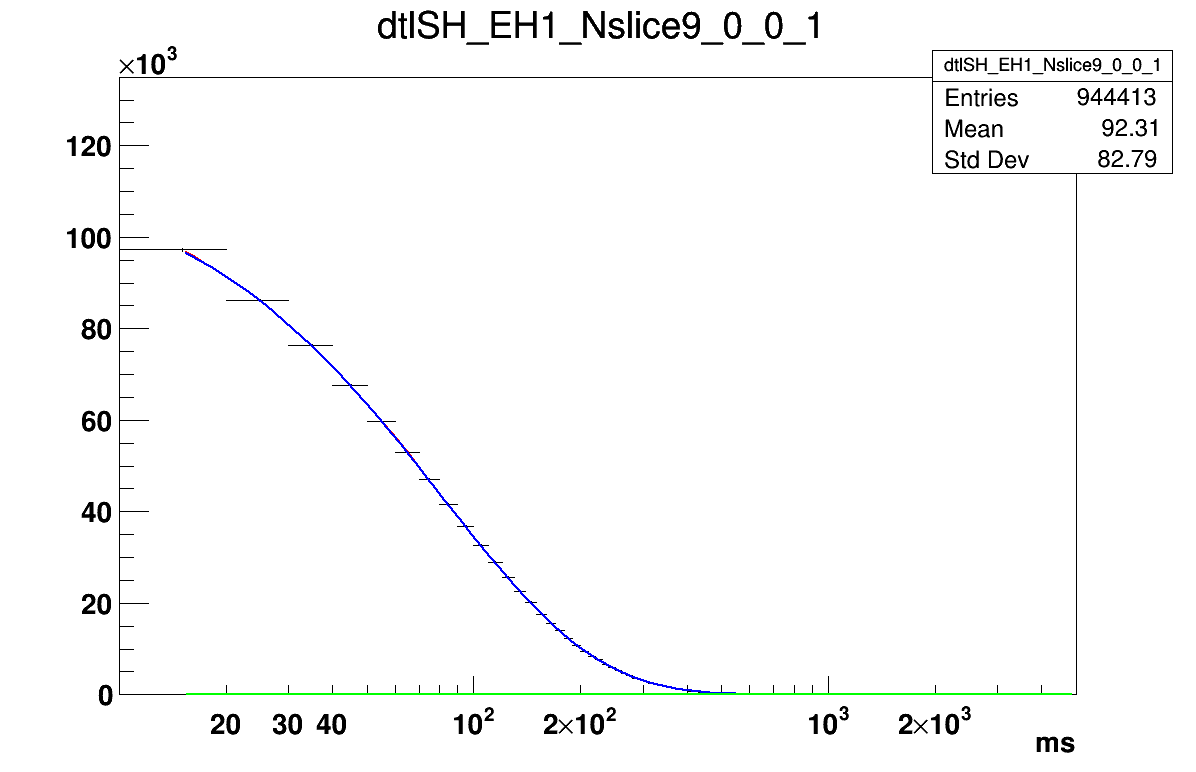 dtlSH_EH1_Nslice9_0_0_1
×10³
dtlSH_EH1_Nslice9_0_0_1
Entries 944413
Mean 92.31
Std Dev 82.79
120
100
80
60
40
20
0
20 30 40 10² 2×10² 10³ 2×10³
ms